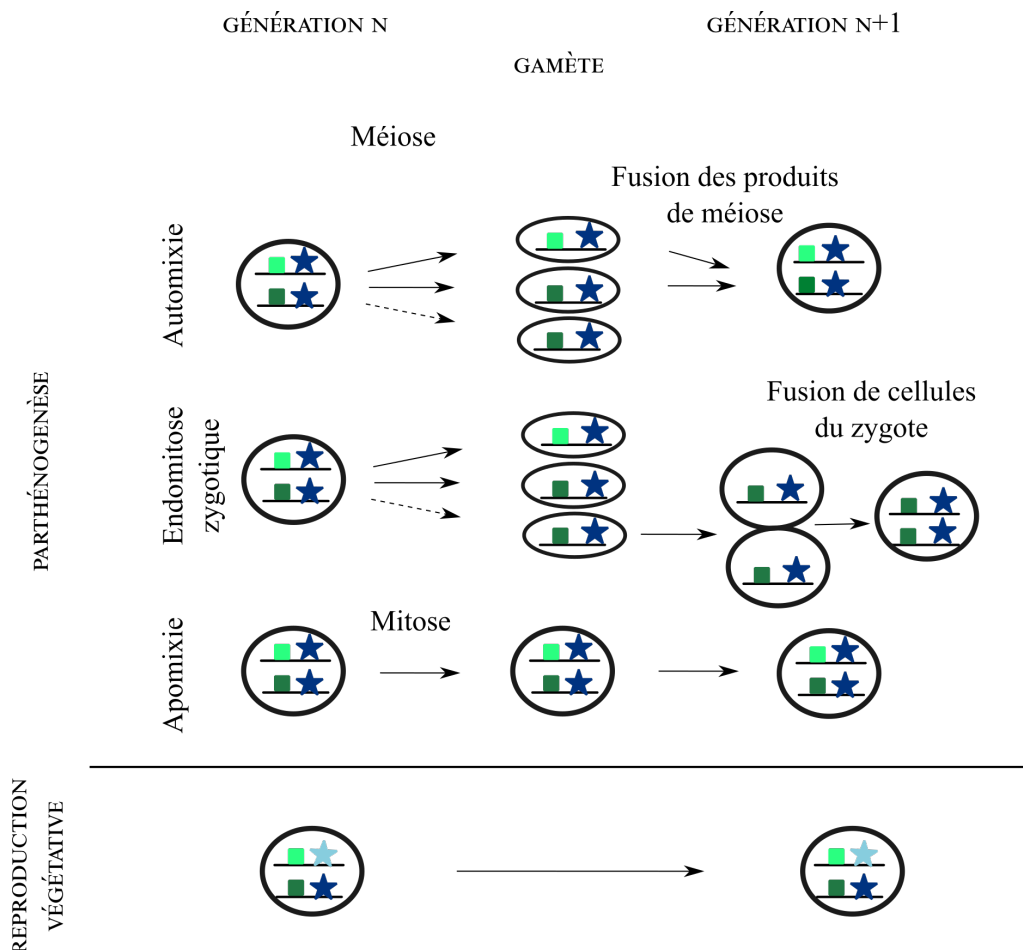 GÉNÉRATION N
GÉNÉRATION N+1
GAMÈTE
Méiose
Fusion des produits
de méiose
Automixie
Fusion de cellules
du zygote
Endomitose
zygotique
PARTHÉNOGENÈSE
Mitose
Apomixie
REPRODUCTION
VÉGÉTATIVE